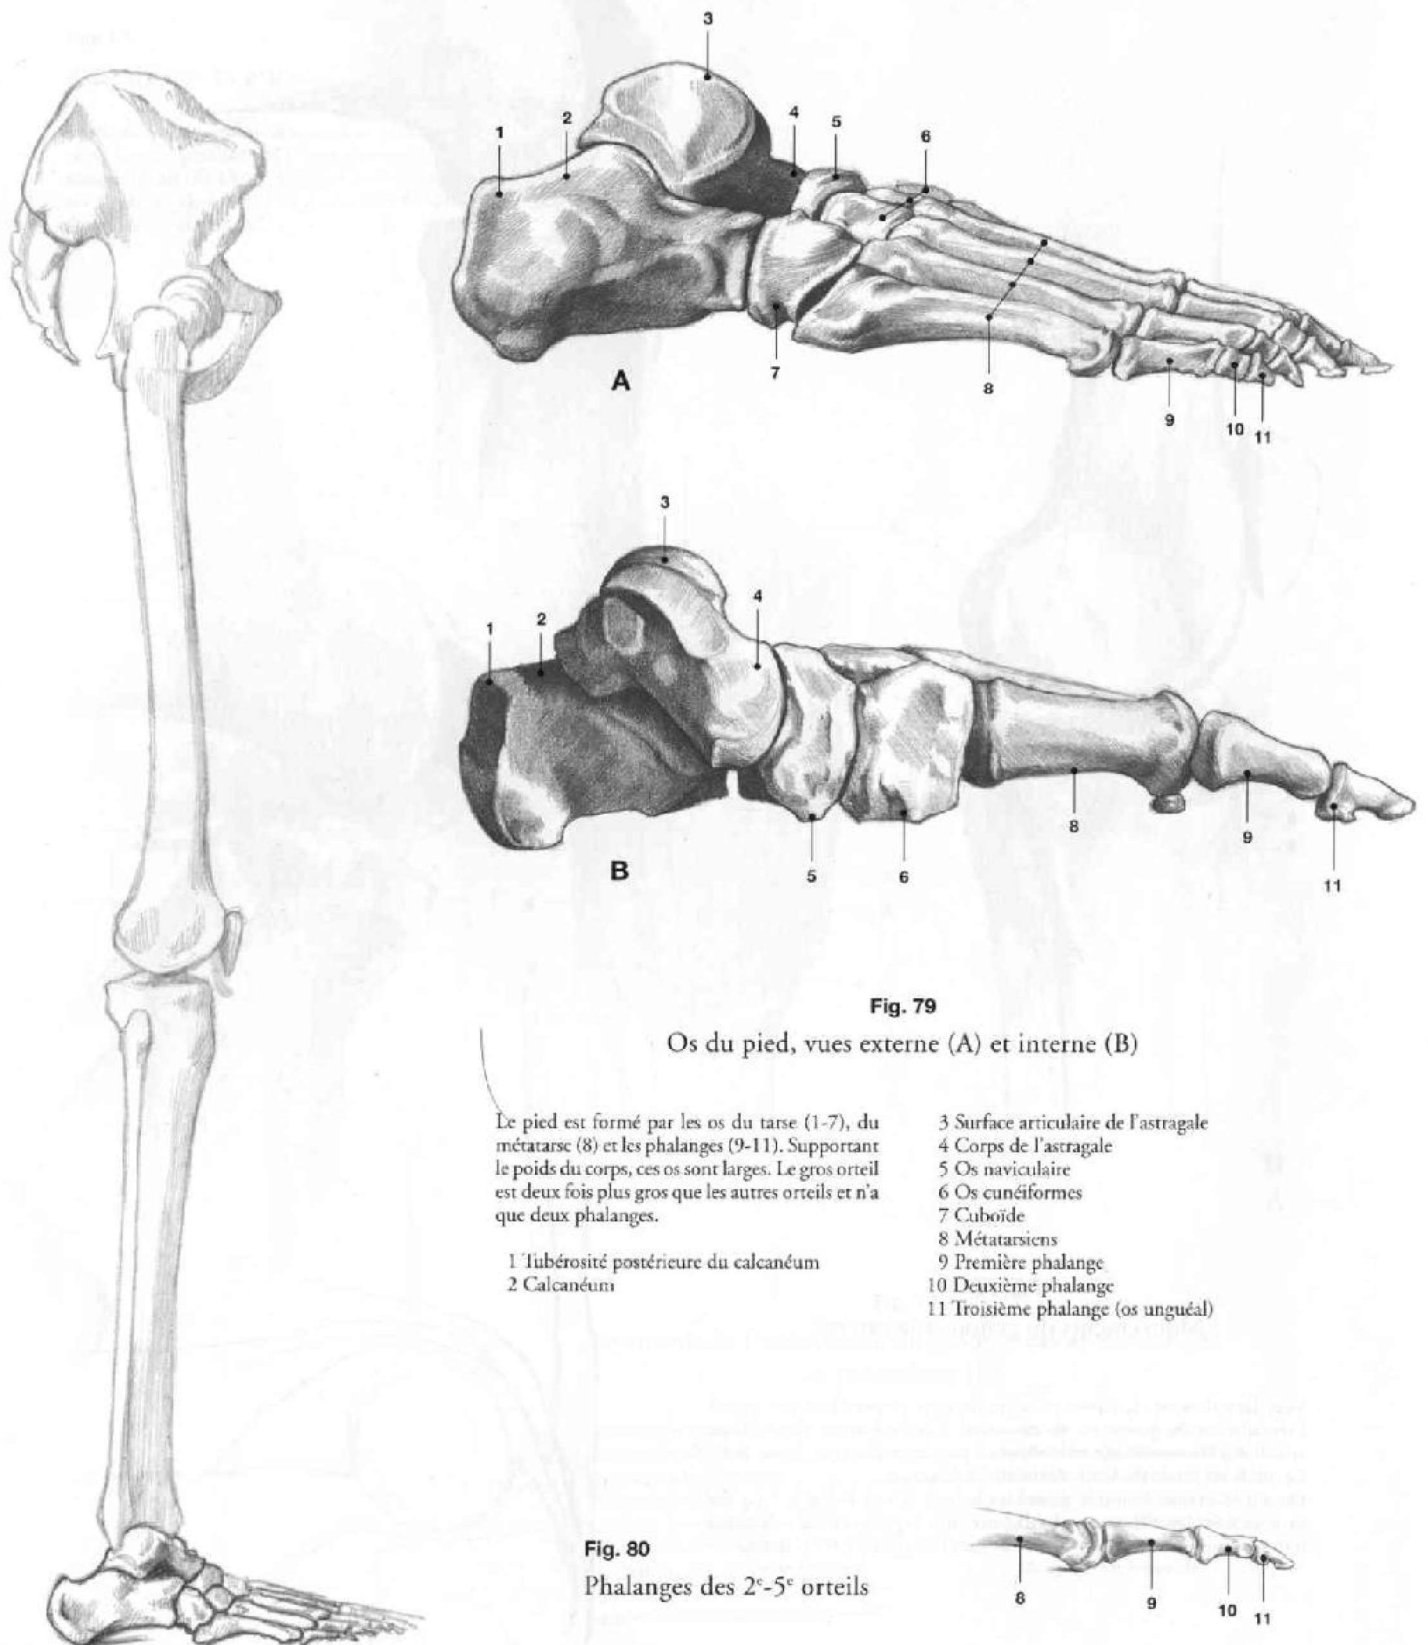 3
1
2
4
5
6
A
7
8
9
10
11
3
1
2
4
B
5
6
8
9
11
Fig. 79
Os du pied, vues externe (A) et interne (B)
Le pied est formé par les os du tarse (1-7), du
métatarse (8) et les phalanges (9-11). Supportant
le poids du corps, ces os sont larges. Le gros orteil
est deux fois plus gros que les autres orteils et n'a
que deux phalanges.
1 Tubérosité postérieure du calcanéum
2 Calcanéum
3 Surface articulaire de l'astragale
4 Corps de l'astragale
5 Os naviculaire
6 Os cunéiformes
7 Cuboïde
8 Métatarsiens
9 Première phalange
10 Deuxième phalange
11 Troisième phalange (os unguéal)
Fig. 80
Phalanges des 2e-5e orteils
8
9
10
11